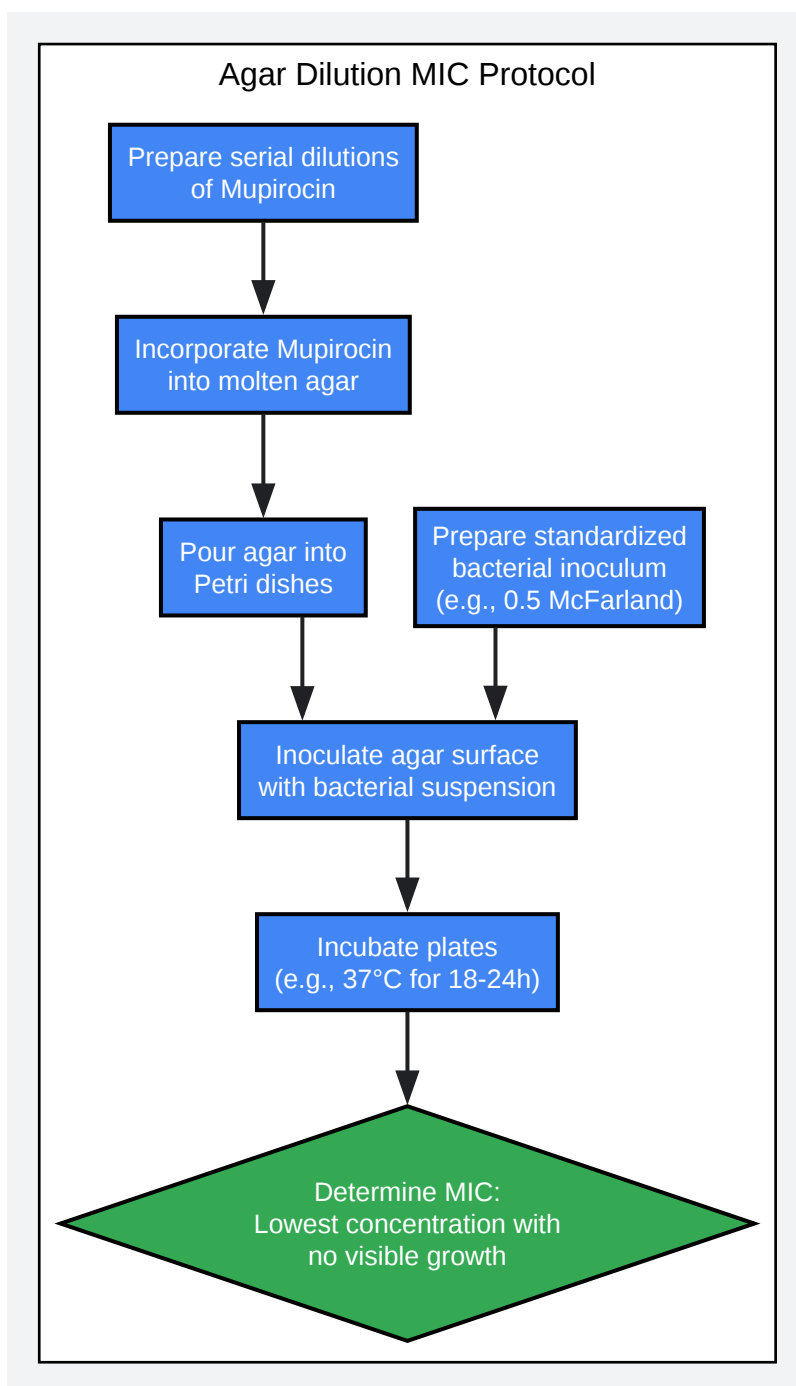 Agar Dilution MIC Protocol
Prepare serial dilutions
of Mupirocin
Incorporate Mupirocin
into molten agar
Pour agar into
Petri dishes
Prepare standardized
bacterial inoculum
(e.g., 0.5 McFarland)
Inoculate agar surface
with bacterial suspension
Incubate plates
(e.g., 37°C for 18-24h)
Determine MIC:
Lowest concentration with
no visible growth